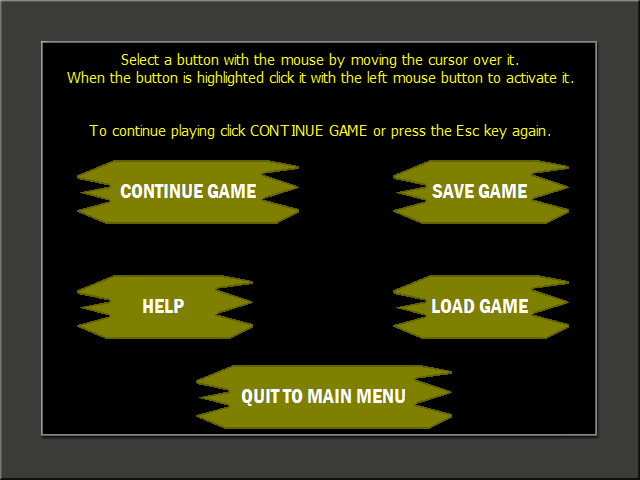 Select a button with the mouse by moving the cursor over it.
When the button is highlighted click it with the left mouse button to activate it.
To continue playing click CONTINUE GAME or press the Esc key again.
CONTINUE GAME
SAVE GAME
HELP
LOAD GAME
QUIT TO MAIN MENU